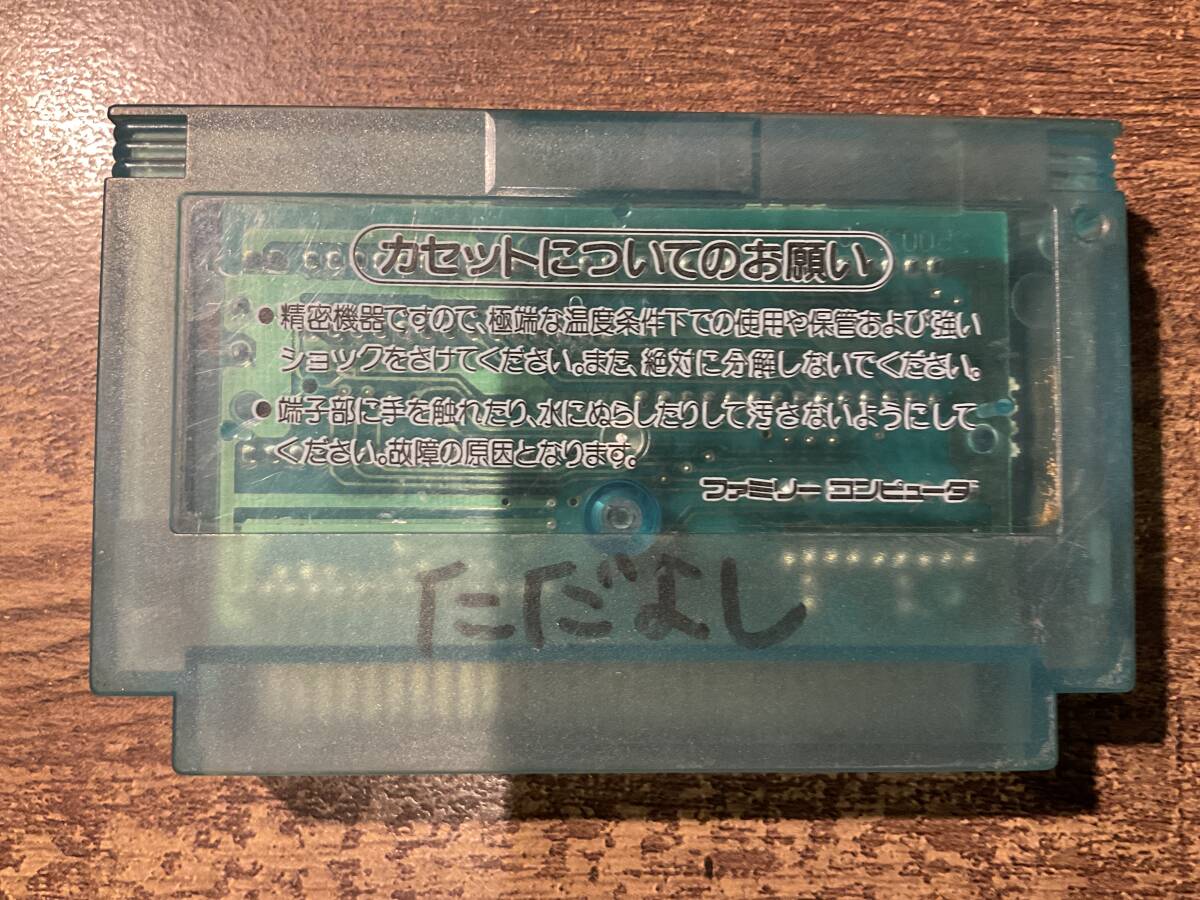 カセットについてのお願い
●精密機器ですので、極端な温度条件下での使用や保管および強い
ショックをさけてください。また、絶対に分解しないでください。
●端子部に手を触れたり、水にぬらしたりして汚さないようにして
ください。故障の原因となります。
ファミリーコンピュータ
ただよし